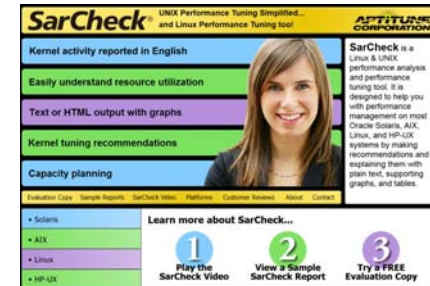 SarCheck®
UNIX Performance Tuning Simplified...
and Linux Performance Tuning too!
APTITUNE
CORPORATION
Kernel activity reported in English
Easily understand resource utilization
Text or HTML output with graphs
Kernel tuning recommendations
Capacity planning
SarCheck is a
Linux & UNIX
performance analysis
and performance
tuning tool. It is
designed to help you
with performance
management on most
Oracle Solaris, AIX,
Linux, and HP-UX
systems by making
recommendations and
explaining them with
plain text, supporting
graphs, and tables.
Evaluation Copy Sample Reports SarCheck Video Platforms Customer Reviews About Contact
• Solaris
• AIX
• Linux
• HP-UX
Learn more about SarCheck...
1
Play the
SarCheck Video
2
View a Sample
SarCheck Report
3
Try a FREE
Evaluation Copy